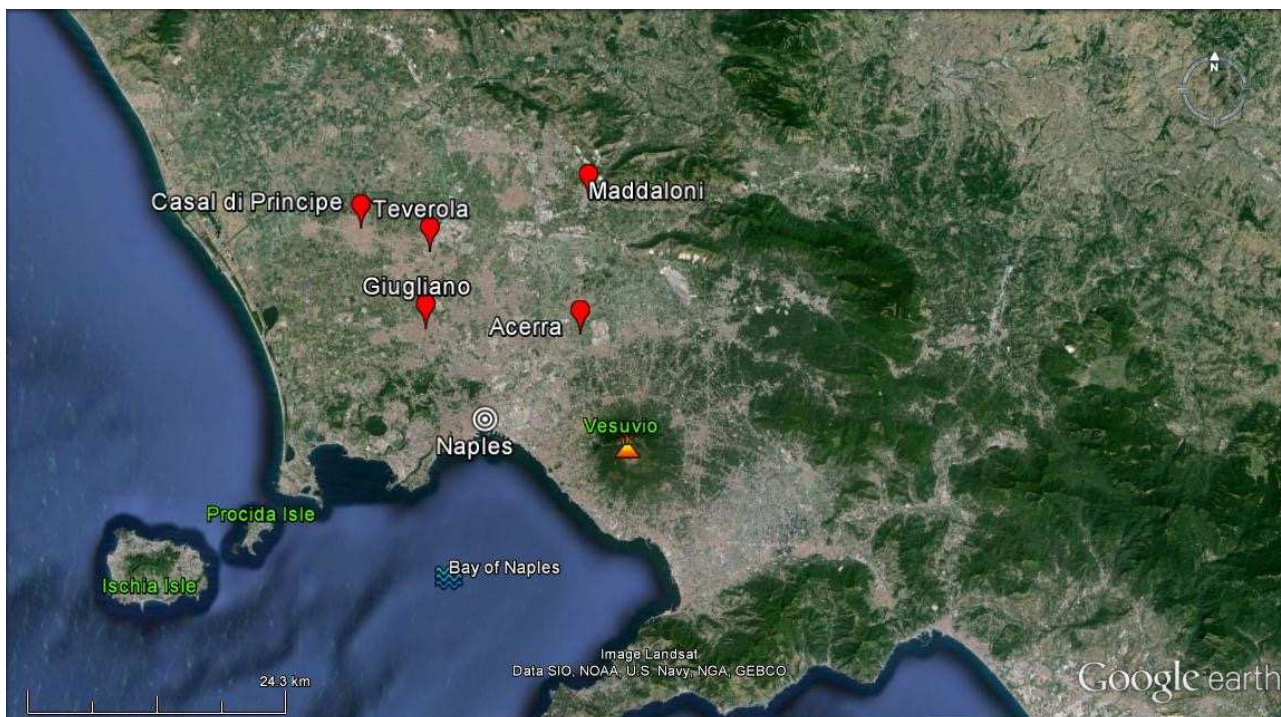 N
Maddaloni
Casal di Principe
Teverola
Giugliano
Acerra
Vesuvio
Naples
Procida Isle
Bay of Naples
Ischia Isle
Image Landsat
Data SIO, NOAA, U.S. Navy, NGA, GEBCO
24.3 km
Google earth